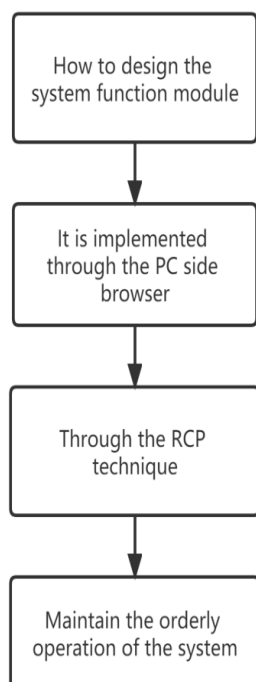 How to design the
system function module
It is implemented
through the PC side
browser
Through the RCP
technique
Maintain the orderly
operation of the system